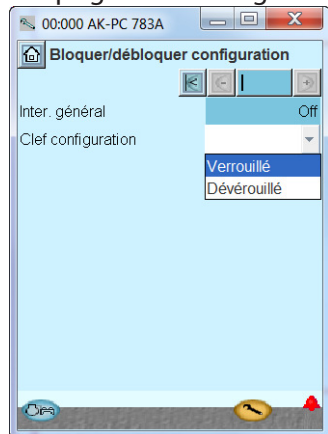 00:000 AK-PC 783A
Bloquer/débloquer configuration
Inter. général Off
Clef configuration
Verrouillé
Dévérouillé